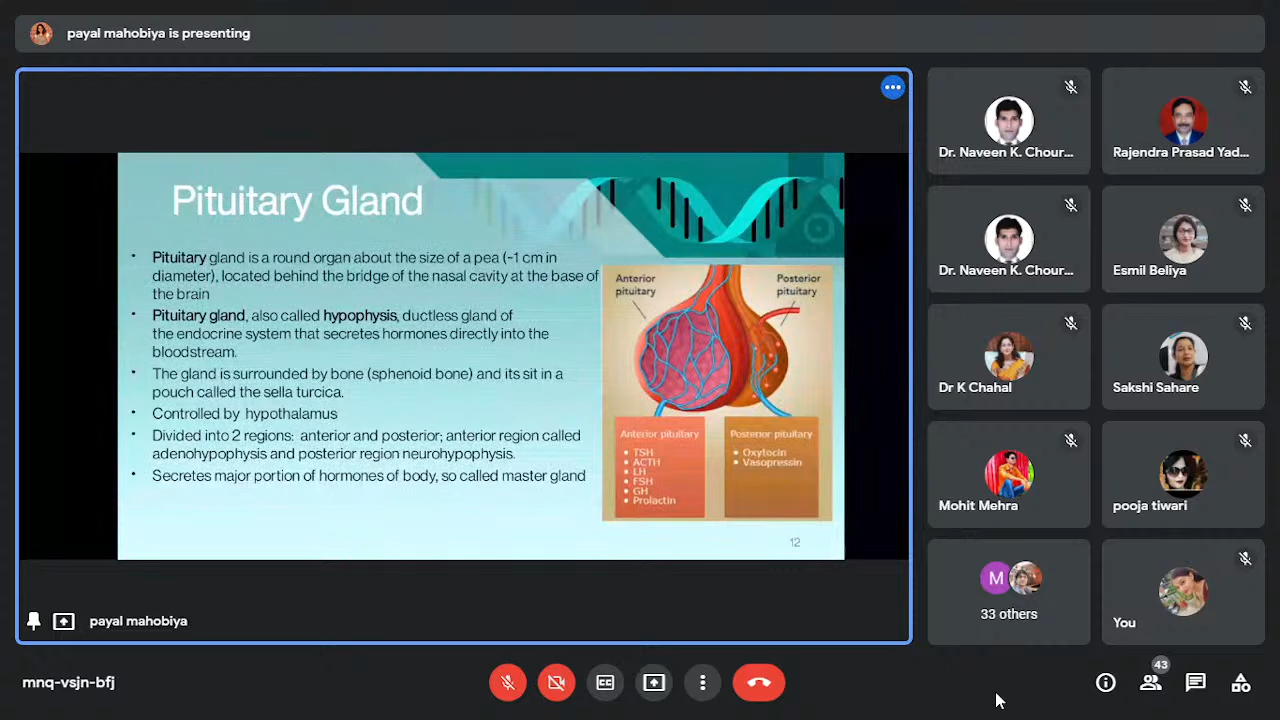 payal mahobiya is presenting
Pituitary Gland
• Pituitary gland is a round organ about the size of a pea (~1 cm in
diameter), located behind the bridge of the nasal cavity at the base of
the brain
• Pituitary gland, also called hypophysis, ductless gland of
the endocrine system that secretes hormones directly into the
bloodstream.
• The gland is surrounded by bone (sphenoid bone) and its sit in a
pouch called the sella turcica.
• Controlled by hypothalamus
• Divided into 2 regions: anterior and posterior; anterior region called
adenohypophysis and posterior region neurohypophysis.
• Secretes major portion of hormones of body, so called master gland
Anterior
pituitary
Posterior
pituitary
Anterior pituitary
• TSH
• ACTH
• LH
• FSH
• GH
• Prolactin
Posterior pituitary
• Oxytocin
• Vasopressin
12
payal mahobiya
Dr. Naveen K. Chour...
Rajendra Prasad Yad...
Dr. Naveen K. Chour...
Esmil Beliya
Dr K Chahal
Sakshi Sahare
Mohit Mehra
pooja tiwari
M
33 others
You
mnq-vsjn-bfj
CC
43